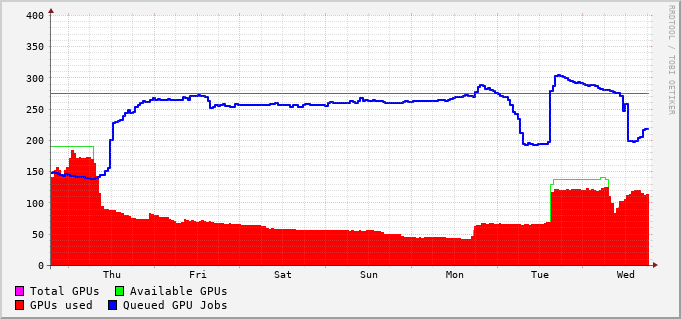 400
350
300
250
200
150
100
50
0
Thu Fri Sat Sun Mon Tue Wed
RRDTOOL / TOBI OETIKER
Total GPUs Available GPUs
GPUs used Queued GPU Jobs